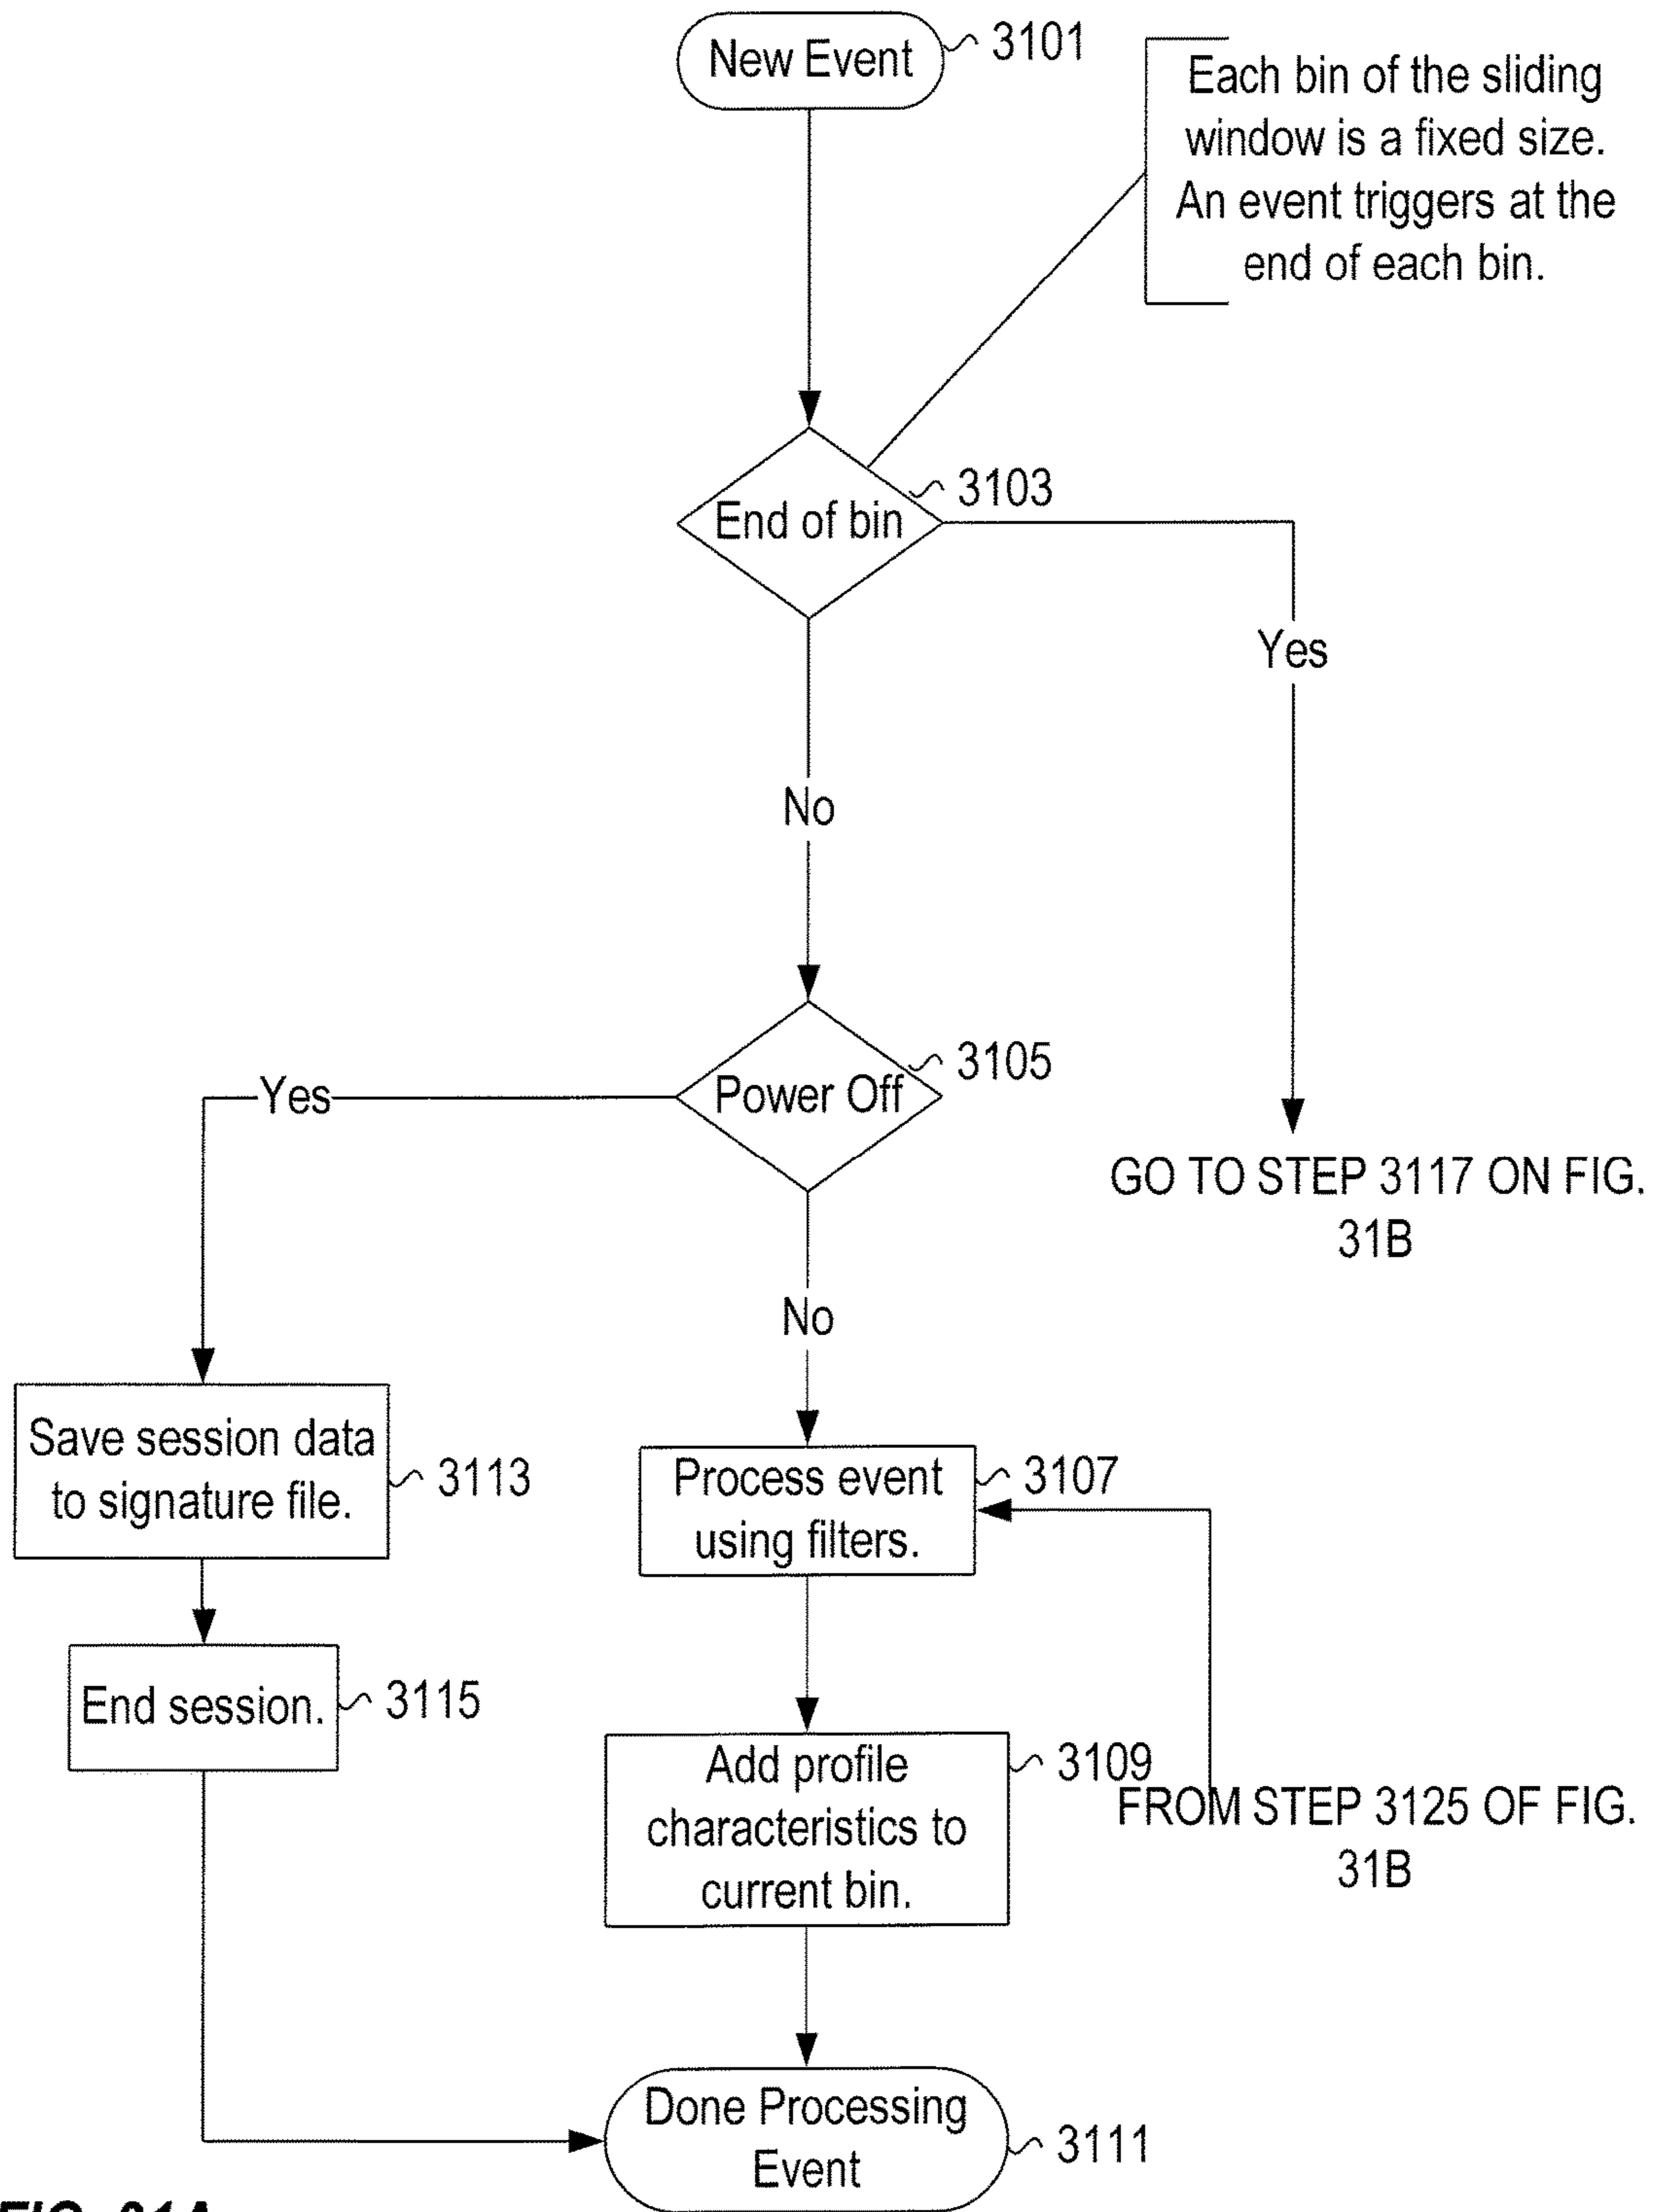 New Event
3101
Each bin of the sliding
window is a fixed size.
An event triggers at the
end of each bin.
3103
End of bin
Yes
No
3105
Power Off
Yes
GO TO STEP 3117 ON FIG.
31B
No
Save session data
to signature file.
3113
Process event
using filters.
3107
End session.
3115
Add profile
characteristics to
current bin.
3109
FROM STEP 3125 OF FIG.
31B
Done Processing
Event
3111